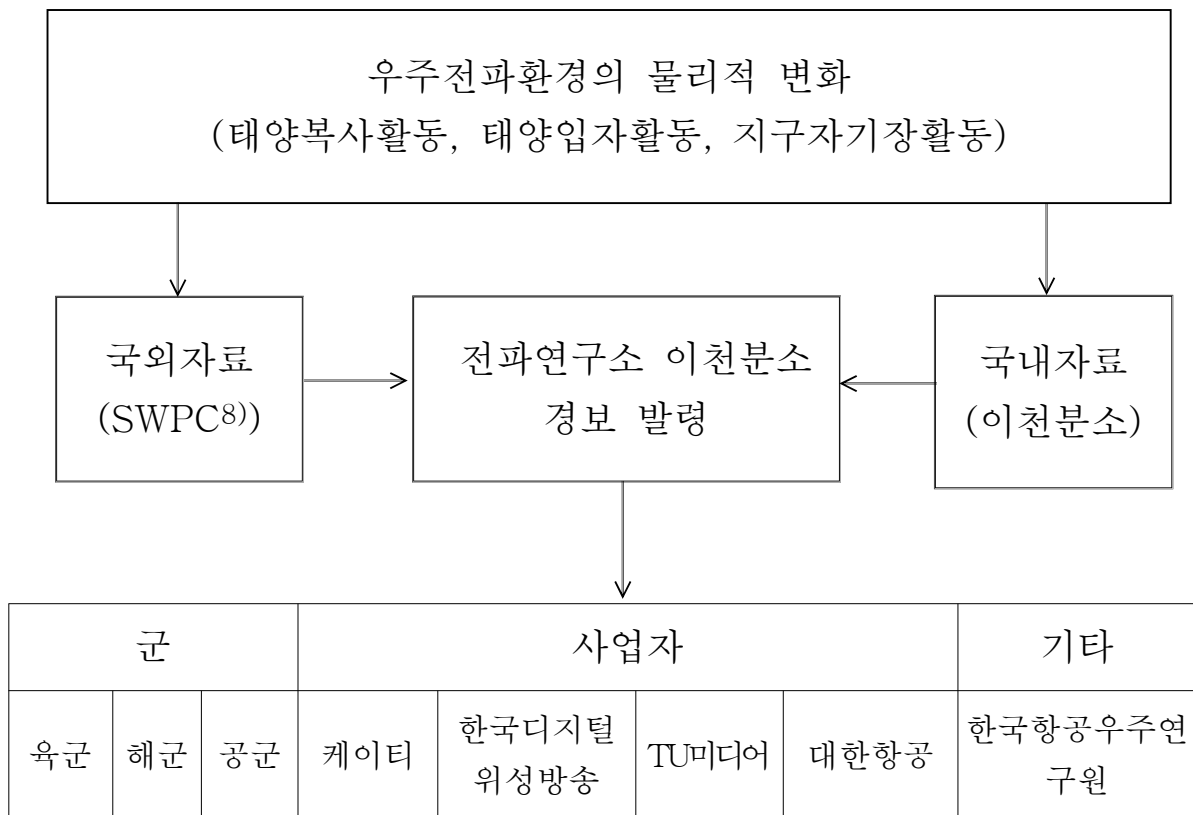 우주전파환경의 물리적 변화
(태양복사활동, 태양입자활동, 지구자기장활동)
국외자료
(SWPC8))
전파연구소 이천분소
경보 발령
국내자료
(이천분소)
군
사업자
기타
육군
해군
공군
케이티
한국디지털
위성방송
TU미디어
대한항공
한국항공우주연
구원